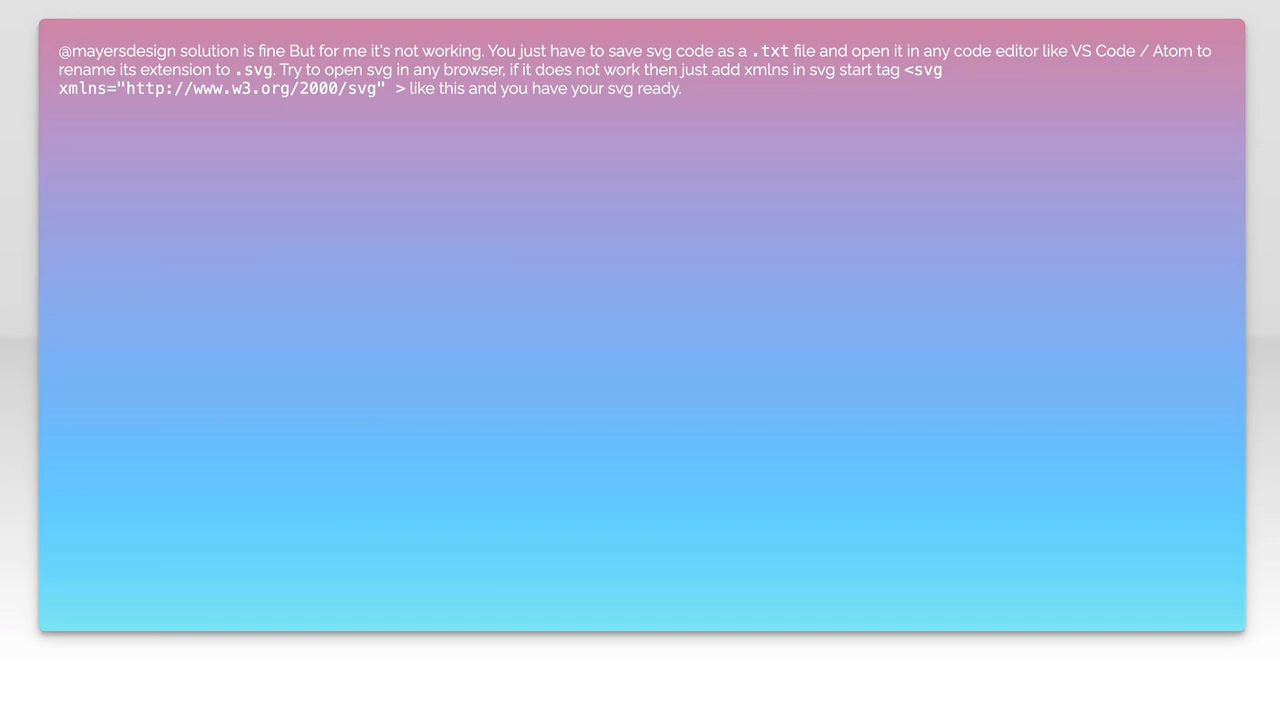 @mayersdesign solution is fine But for me it's not working. You just have to save svg code as a .txt file and open it in any code editor like VS Code / Atom to
rename its extension to .svg. Try to open svg in any browser, if it does not work then just add xmlns in svg start tag <svg
xmlns="http://www.w3.org/2000/svg" > like this and you have your svg ready.